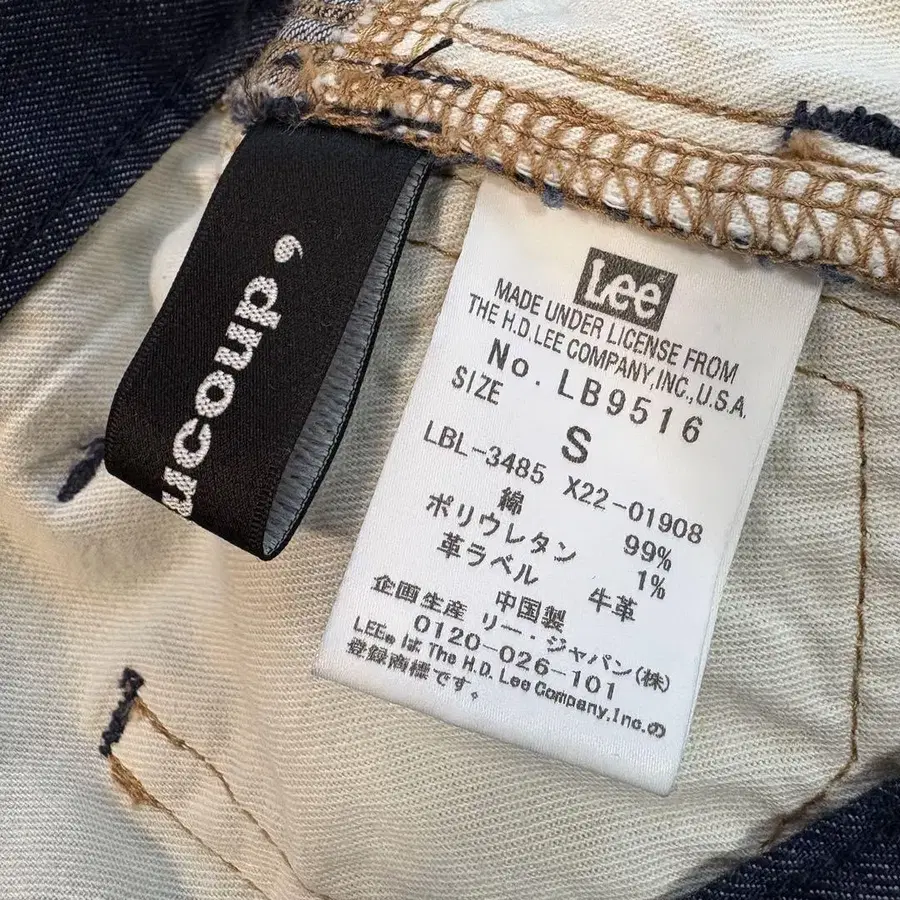 ucoup,
Lee
MADE UNDER LICENSE FROM
THE H.D.LEE COMPANY,INC.,U.S.A.
No. LB9516
SIZE S
LBL-3485 X22-01908
綿 99%
ポリウレタン 1%
革ラベル 牛革
中国製
企画生産 リー・ジャパン(株)
0120-026-101
LEE®は The H.D. Lee Company,Inc.の
登録商標です。